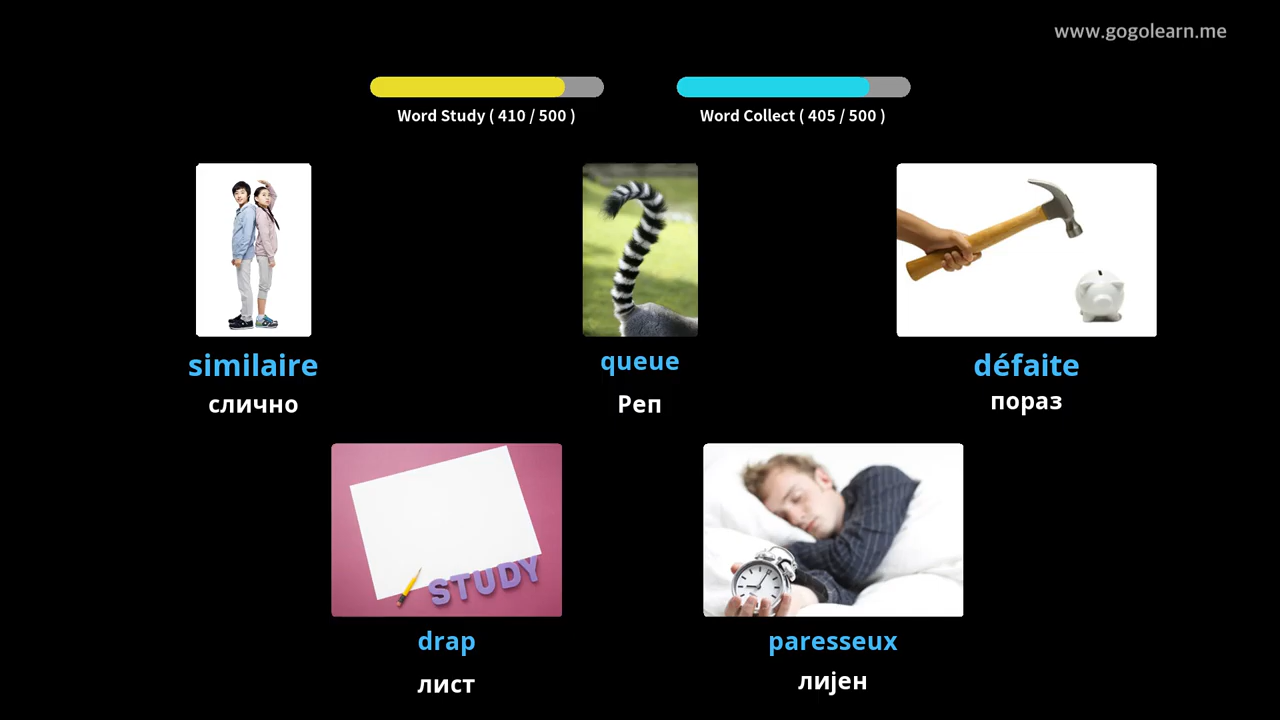 www.gogolearn.me
Word Study ( 410 / 500 )
Word Collect ( 405 / 500 )
similaire
слично
queue
Реп
défaite
пораз
STUDY
drap
лист
paresseux
лијен